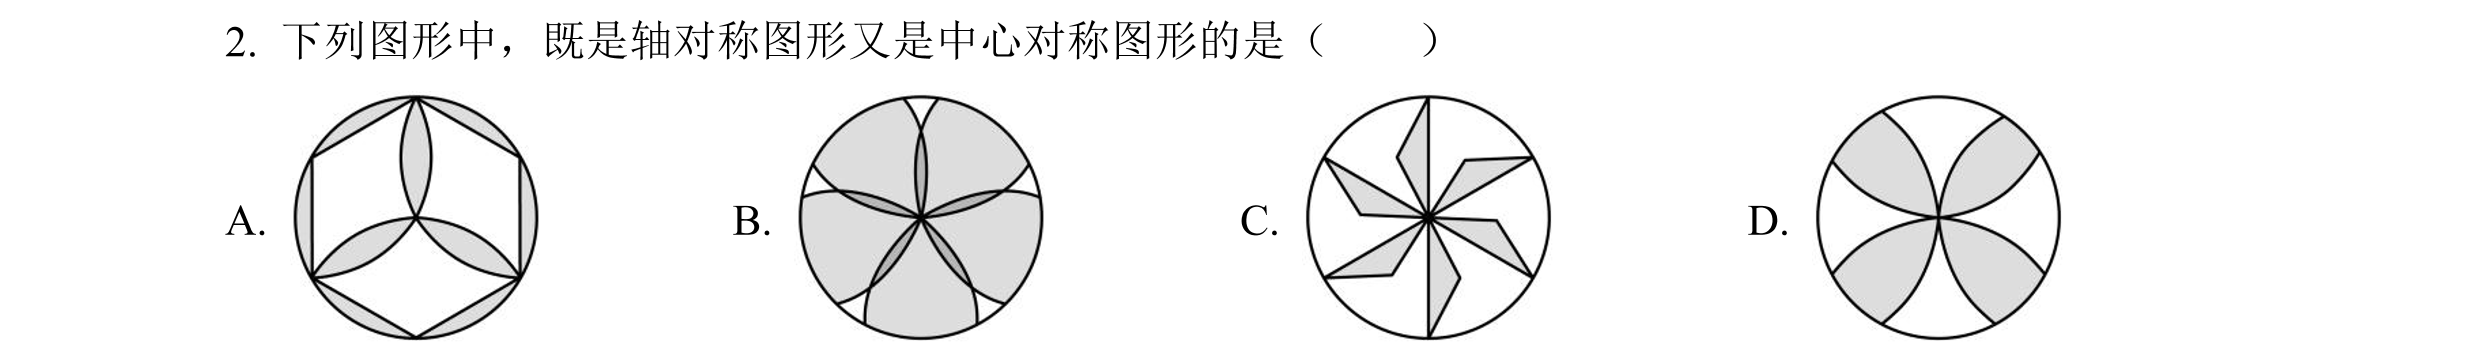 2. 下列图形中，既是轴对称图形又是中心对称图形的是（　　）
A. B. C. D.